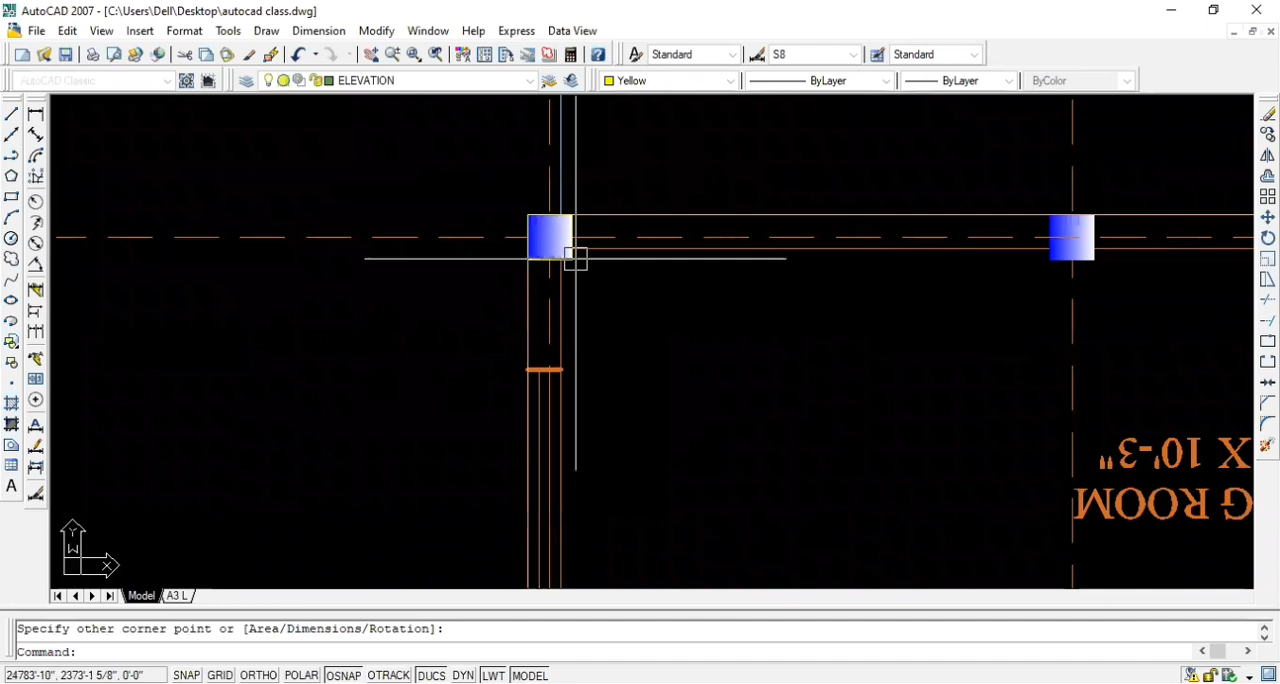 AutoCAD 2007 - [C:\Users\Dell\Desktop\autocad class.dwg]
File Edit View Insert Format Tools Draw Dimension Modify Window Help Express Data View
Standard S8 Standard
AutoCAD Classic ELEVATION Yellow ByLayer ByLayer ByColor
X 10'-3"
G ROOM
Y
W
X
A
Model A3 L
Specify other corner point or [Area/Dimensions/Rotation]:
Command:
24783'-10", 2373'-1 5/8", 0'-0" SNAP GRID ORTHO POLAR OSNAP OTRACK DUCS DYN LWT MODEL